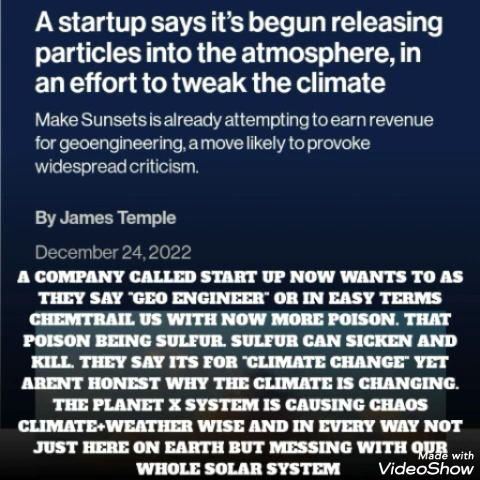 A startup says it's begun releasing
particles into the atmosphere, in
an effort to tweak the climate
Make Sunsets is already attempting to earn revenue
for geoengineering, a move likely to provoke
widespread criticism.
By James Temple
December 24, 2022
A COMPANY CALLED START UP NOW WANTS TO AS
THEY SAY "GEO ENGINEER" OR IN EASY TERMS
CHEMTRAIL US WITH NOW MORE POISON. THAT
POISON BEING SULFUR. SULFUR CAN SICKEN AND
KILL. THEY SAY ITS FOR "CLIMATE CHANGE" YET
ARENT HONEST WHY THE CLIMATE IS CHANGING.
THE PLANET X SYSTEM IS CAUSING CHAOS
CLIMATE+WEATHER WISE AND IN EVERY WAY NOT
JUST HERE ON EARTH BUT MESSING WITH OUR
WHOLE SOLAR SYSTEM
Made with
VideoShow